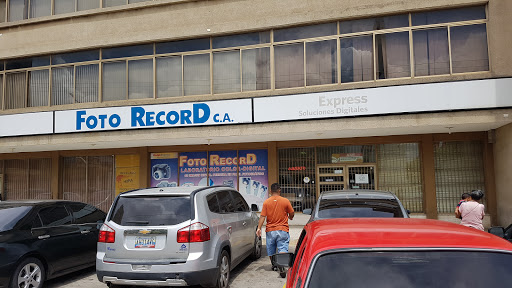 FOTO RECORD C.A.
Express
Soluciones Digitales
FOTO RECORD
LABORATORIO COLOR-DIGITAL